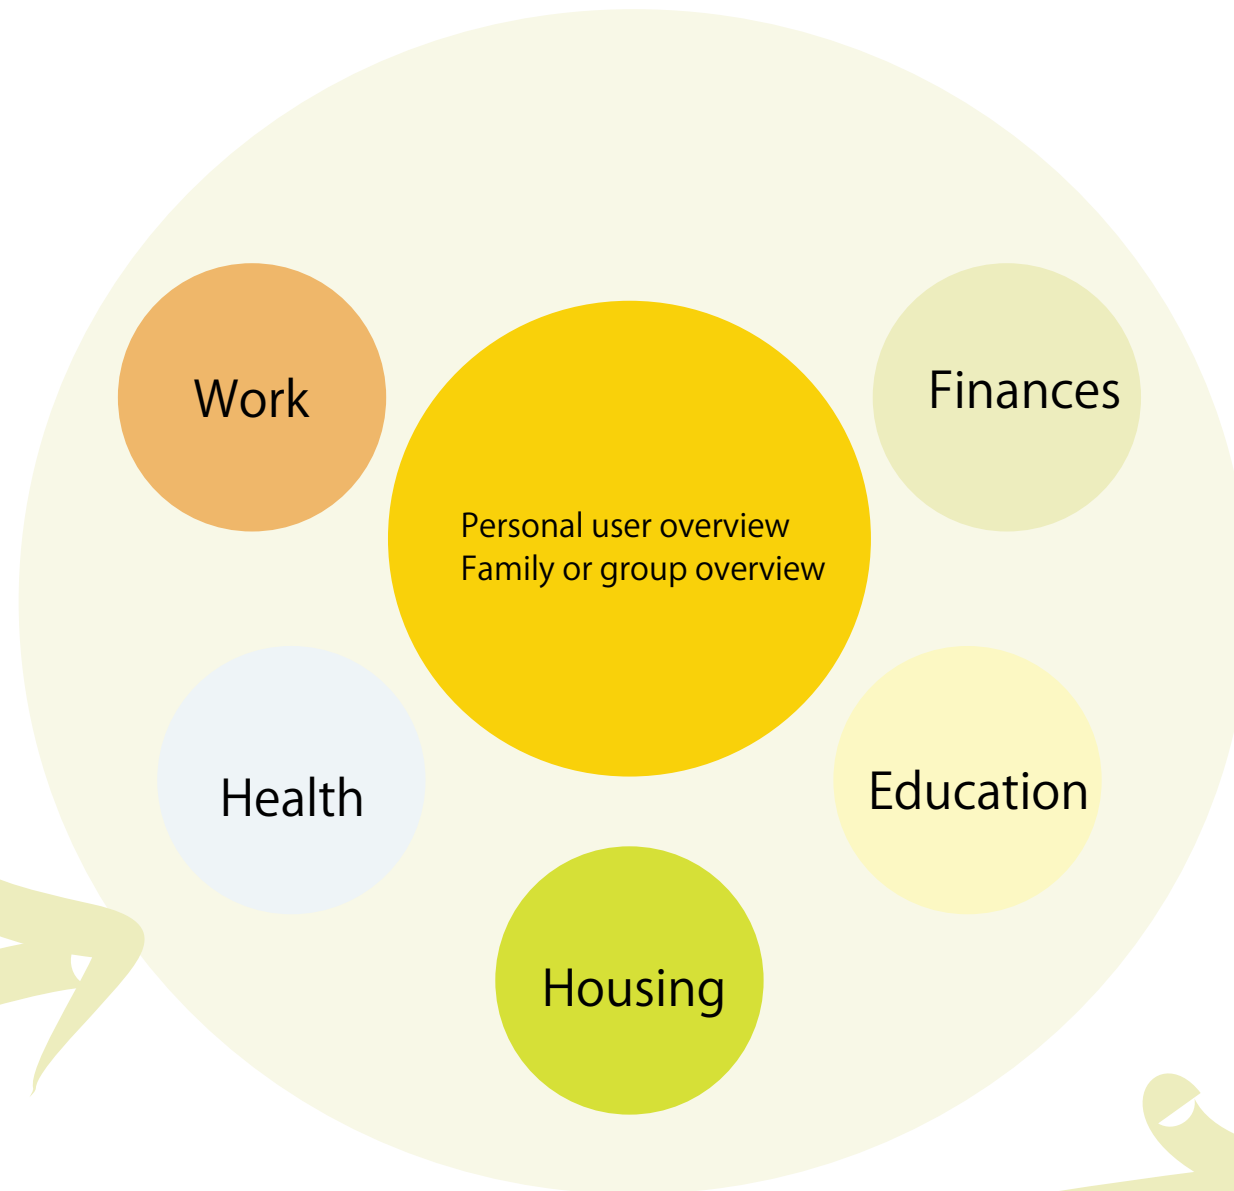 Work
Finances
Personal user overview
Family or group overview
Health
Education
Housing